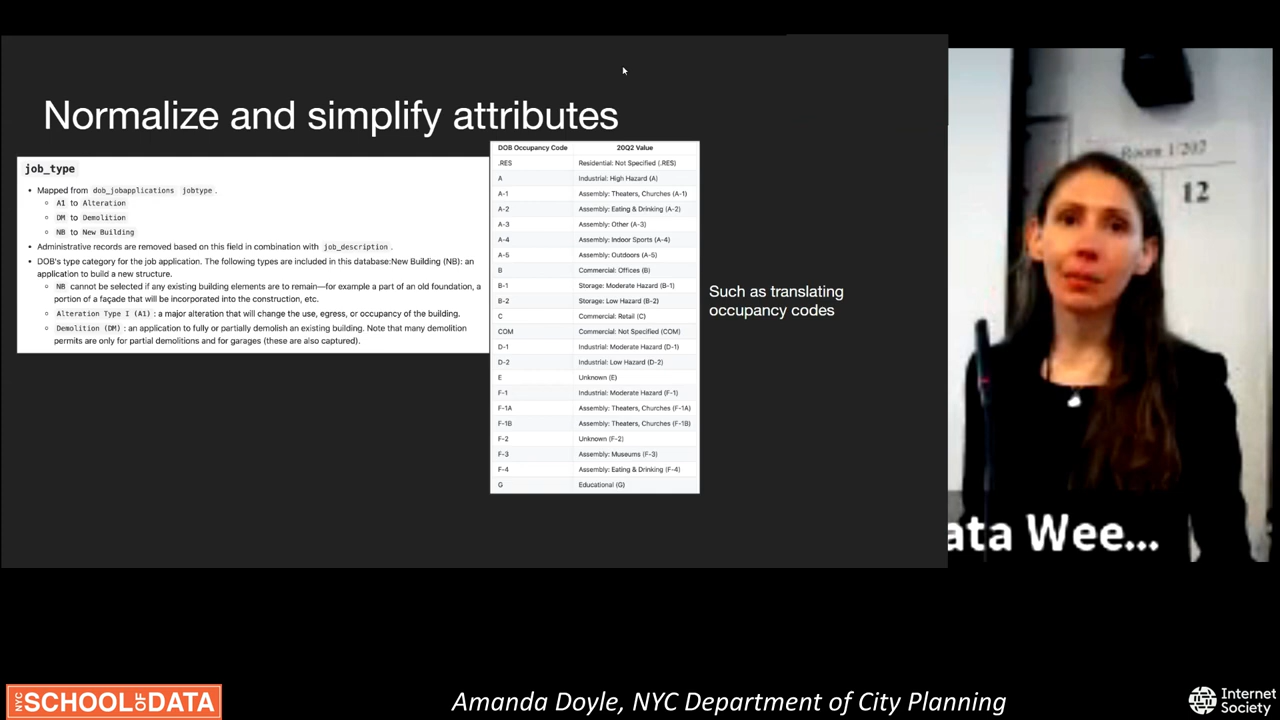 Normalize and simplify attributes
job_type
• Mapped from dob_jobapplications jobtype .
A1 to Alteration
DM to Demolition
NB to New Building
• Administrative records are removed based on this field in combination with job_description .
• DOB's type category for the job application. The following types are included in this database:New Building (NB): an
application to build a new structure.
NB cannot be selected if any existing building elements are to remain—for example a part of an old foundation, a
portion of a façade that will be incorporated into the construction, etc.
Alteration Type I (A1) : a major alteration that will change the use, egress, or occupancy of the building.
Demolition (DM) : an application to fully or partially demolish an existing building. Note that many demolition
permits are only for partial demolitions and for garages (these are also captured).
DOB Occupancy Code 20Q2 Value
.RES Residential: Not Specified (.RES)
A Industrial: High Hazard (A)
A-1 Assembly: Theaters, Churches (A-1)
A-2 Assembly: Eating & Drinking (A-2)
A-3 Assembly: Other (A-3)
A-4 Assembly: Indoor Sports (A-4)
A-5 Assembly: Outdoors (A-5)
B Commercial: Offices (B)
B-1 Storage: Moderate Hazard (B-1)
B-2 Storage: Low Hazard (B-2)
C Commercial: Retail (C)
COM Commercial: Not Specified (COM)
D-1 Industrial: Moderate Hazard (D-1)
D-2 Industrial: Low Hazard (D-2)
E Unknown (E)
F-1 Industrial: Moderate Hazard (F-1)
F-1A Assembly: Theaters, Churches (F-1A)
F-1B Assembly: Theaters, Churches (F-1B)
F-2 Unknown (F-2)
F-3 Assembly: Museums (F-3)
F-4 Assembly: Eating & Drinking (F-4)
G Educational (G)
Such as translating
occupancy codes
Room 1/202
12
ata Wee...
NYC SCHOOL OF DATA
Amanda Doyle, NYC Department of City Planning
Internet
Society